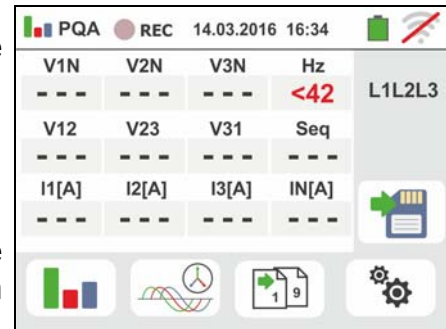 PQA REC 14.03.2016 16:34
V1N V2N V3N Hz
- - - - - - - - - <42 L1L2L3
V12 V23 V31 Seq
- - - - - - - - - - - -
I1[A] I2[A] I3[A] IN[A]
- - - - - - - - - - - -
1 9